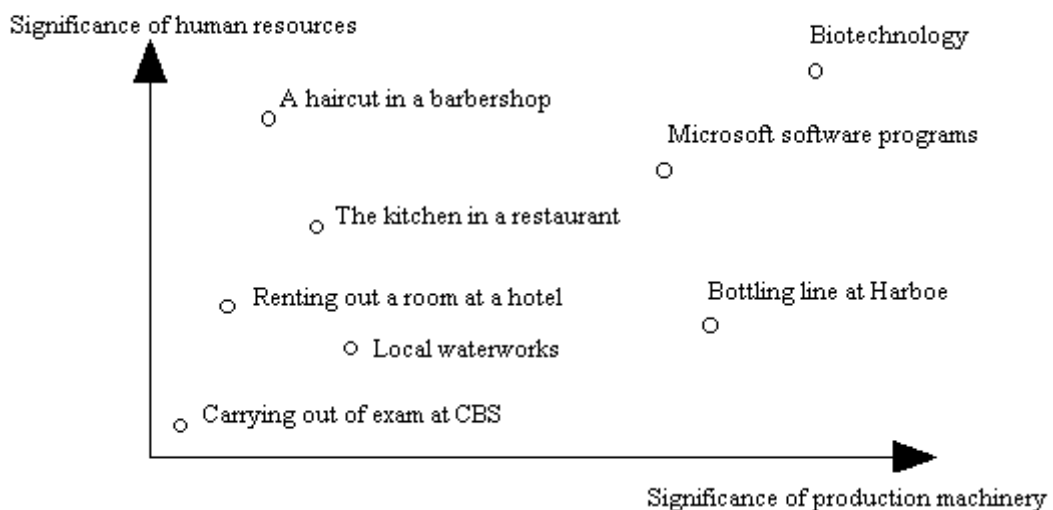 Significance of human resources
Biotechnology
A haircut in a barbershop
Microsoft software programs
The kitchen in a restaurant
Renting out a room at a hotel
Bottling line at Harboe
Local waterworks
Carrying out of exam at CBS
Significance of production machinery